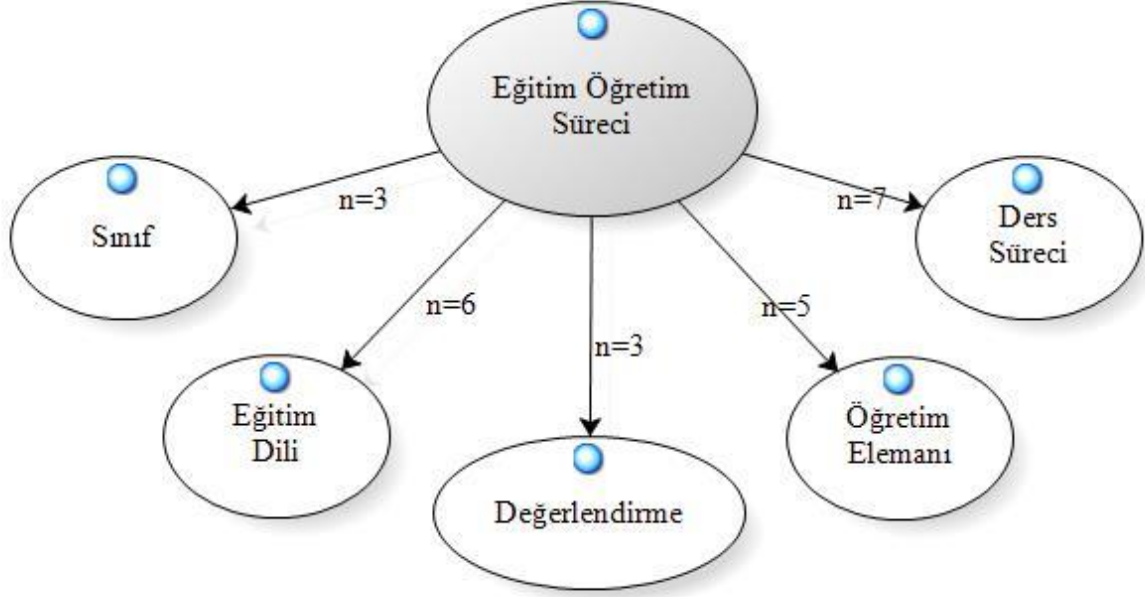 Eğitim Öğretim
Süreci
n=3
n=7
Sınıf
Ders
Süreci
n=6
n=5
n=3
Eğitim
Dili
Öğretim
Elemanı
Değerlendirme